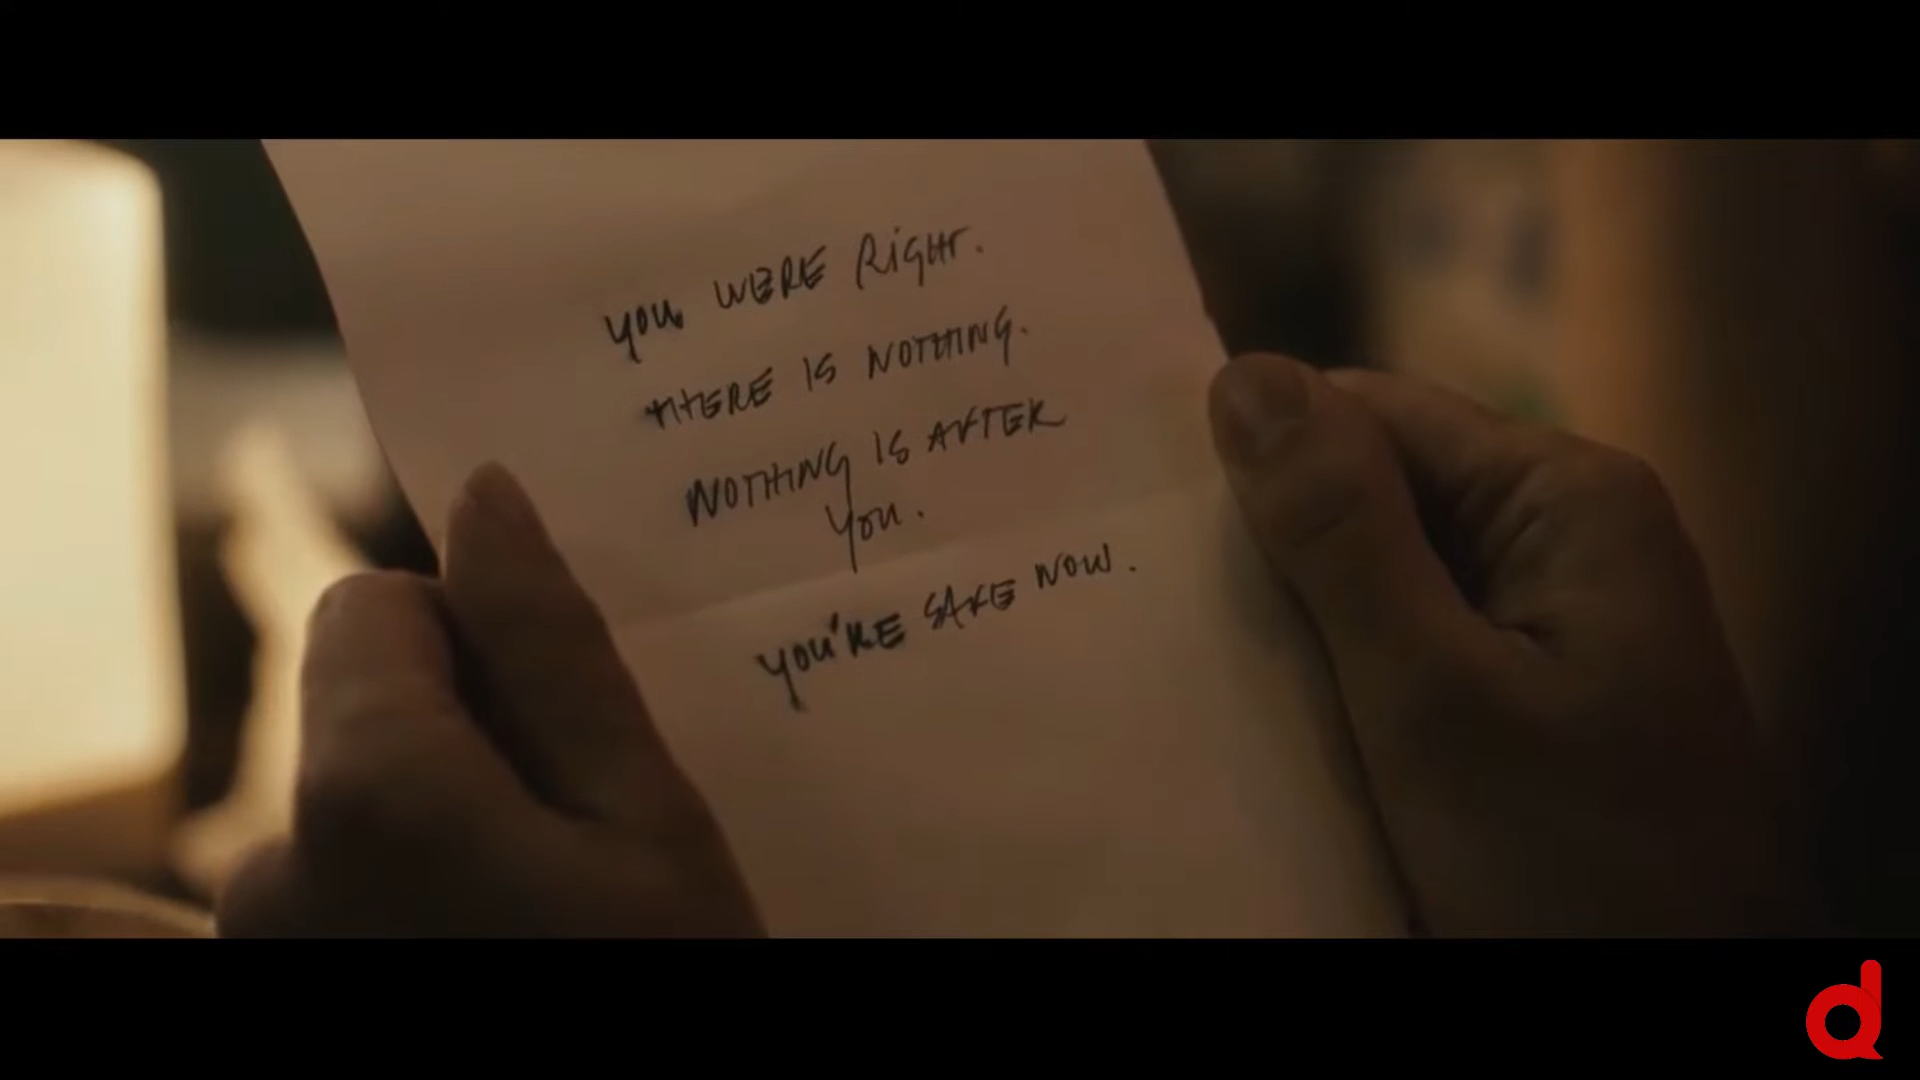 YOU WERE RIGHT.
THERE IS NOTHING.
NOTHING IS AFTER
YOU.
YOU'RE SAFE NOW.